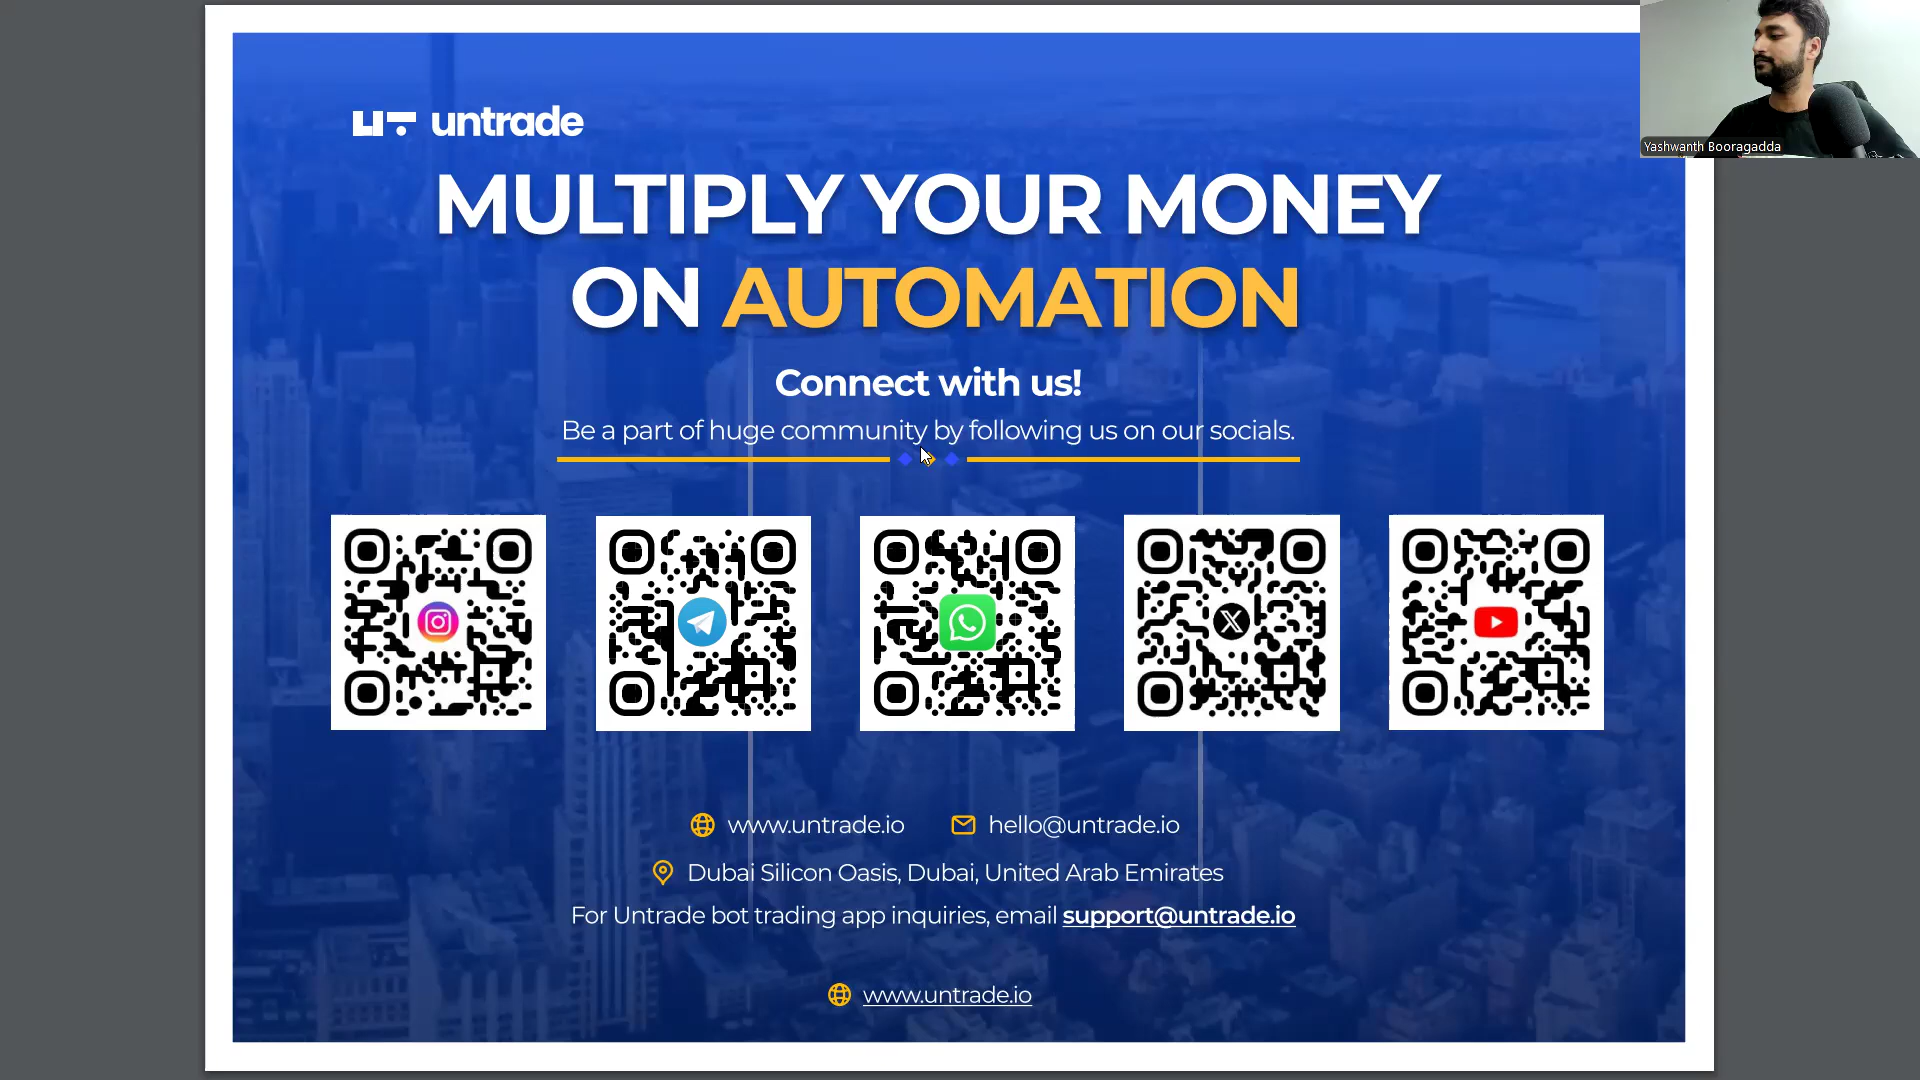 untrade
MULTIPLY YOUR MONEY
ON AUTOMATION
Connect with us!
Be a part of huge community by following us on our socials.
www.untrade.io
hello@untrade.io
Dubai Silicon Oasis, Dubai, United Arab Emirates
For Untrade bot trading app inquiries, email support@untrade.io
www.untrade.io
Yashwanth Booragadda